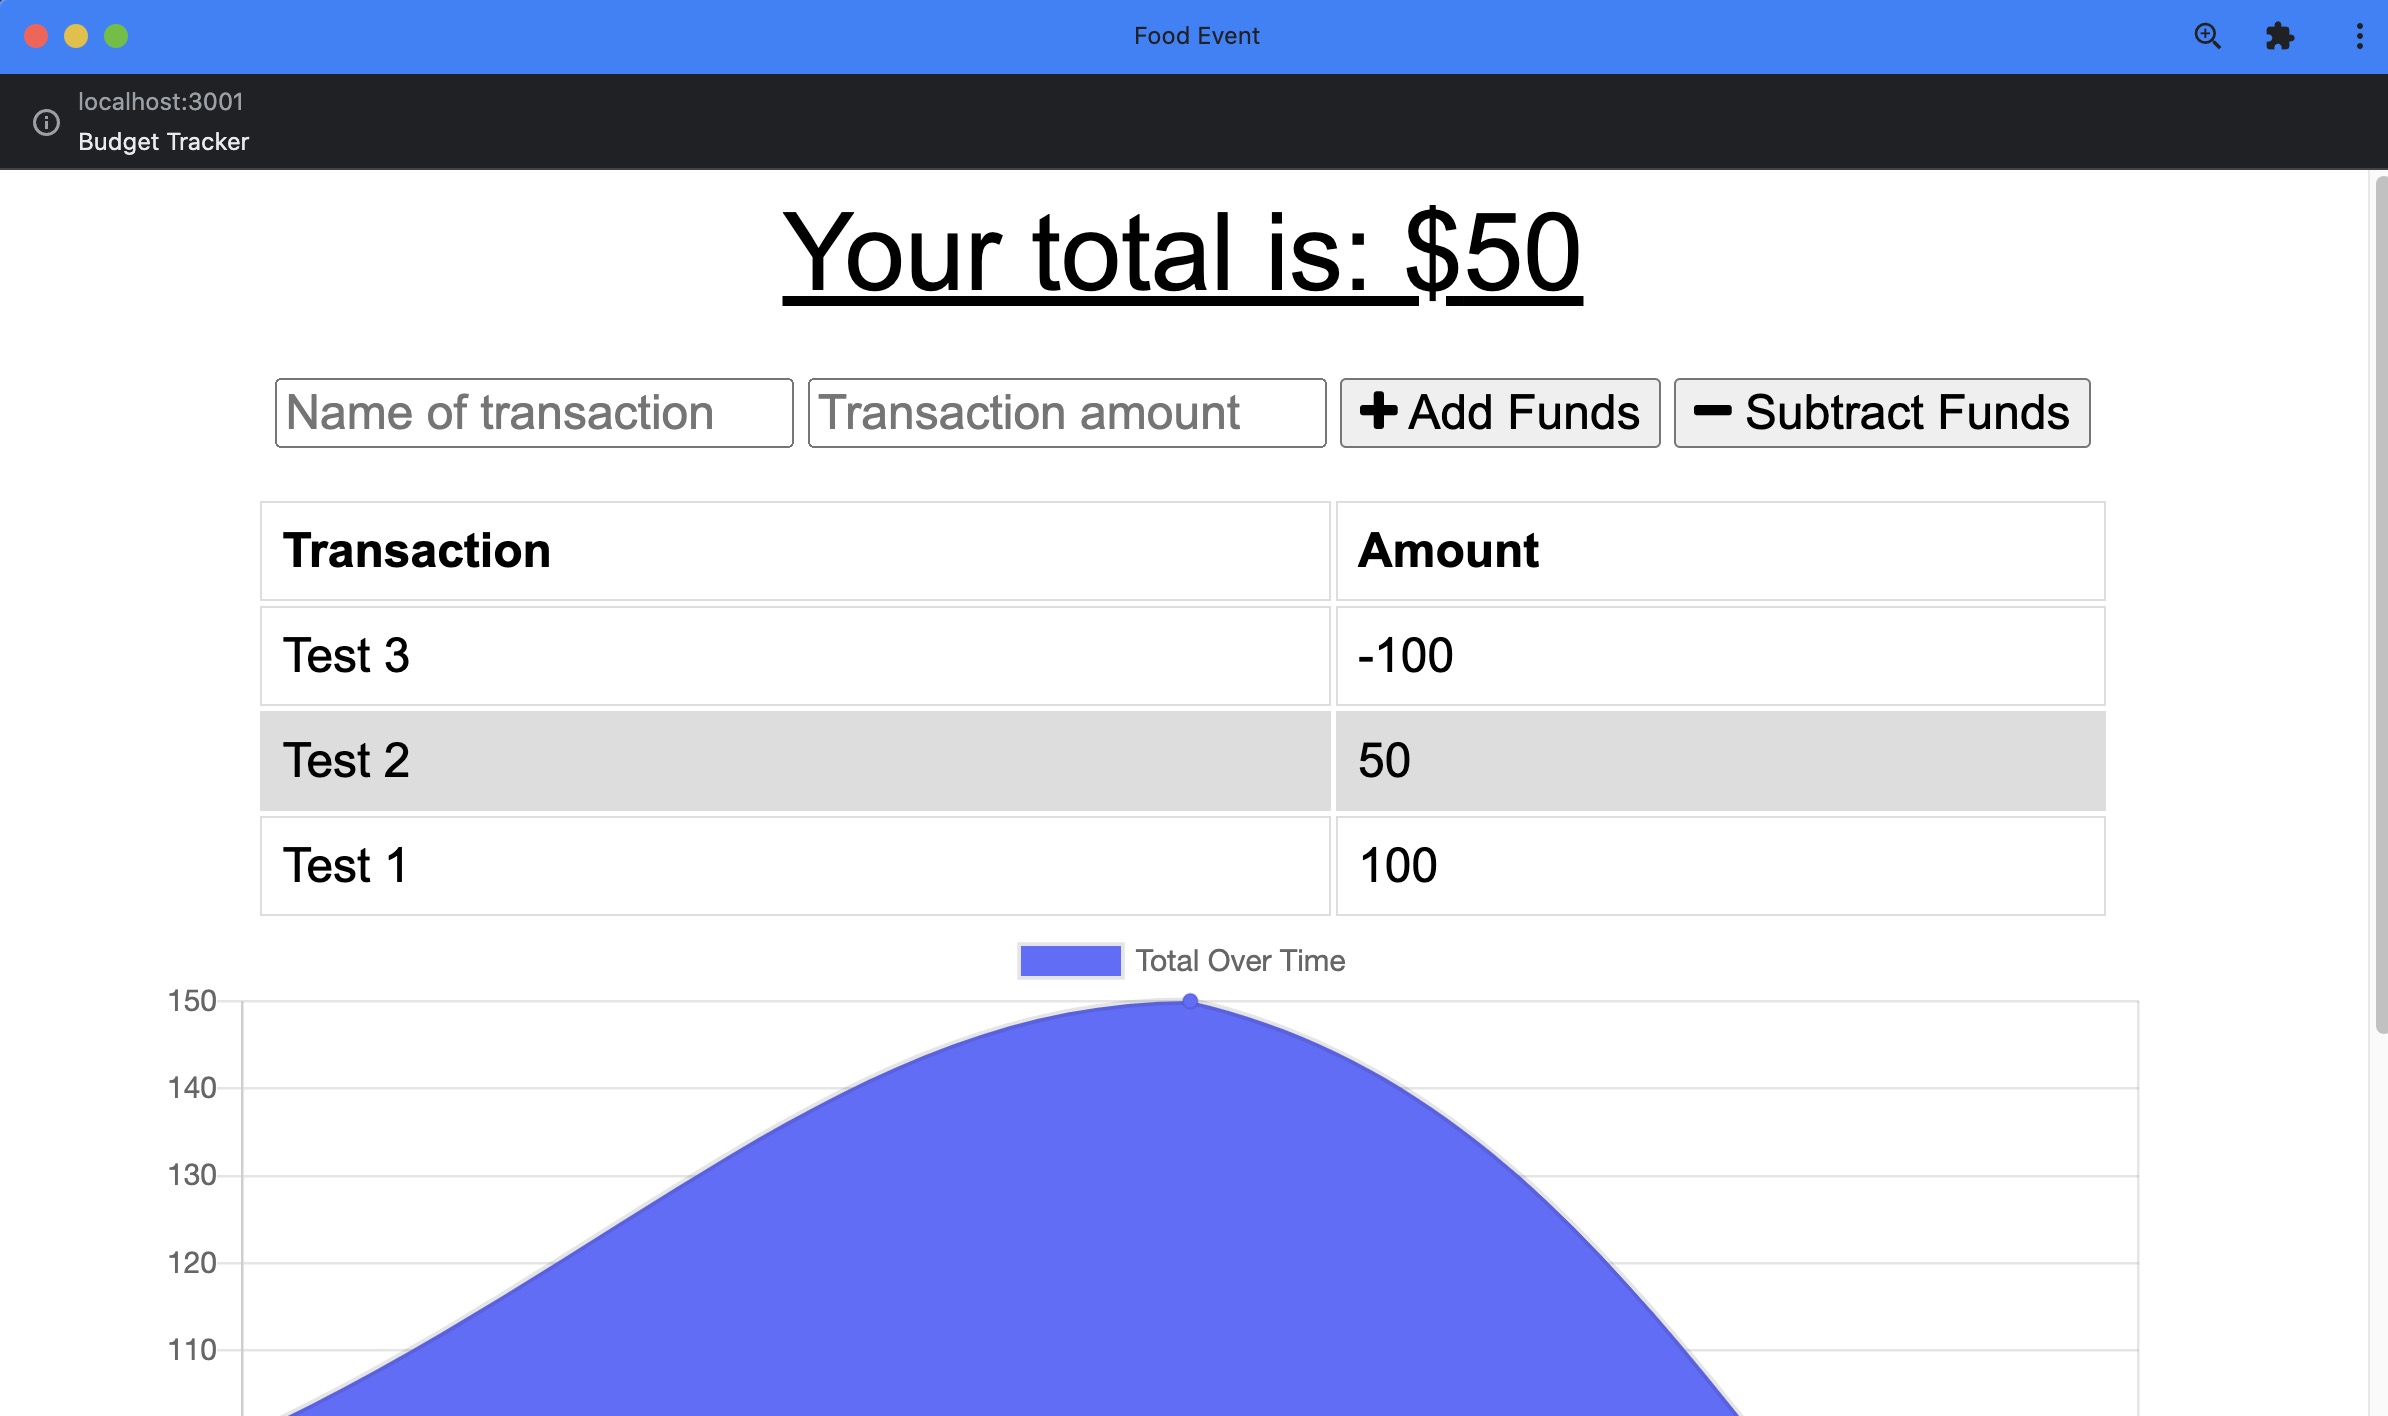 Food Event
localhost:3001
Budget Tracker
Your total is: $50
Name of transaction Transaction amount Add Funds Subtract Funds
Transaction Amount
Test 3 -100
Test 2 50
Test 1 100
Total Over Time
150
140
130
120
110